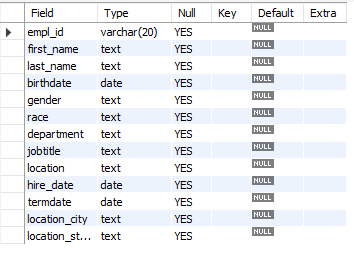 Field Type Null Key Default Extra
empl_id varchar(20) YES NULL
first_name text YES NULL
last_name text YES NULL
birthdate date YES NULL
gender text YES NULL
race text YES NULL
department text YES NULL
jobtitle text YES NULL
location text YES NULL
hire_date date YES NULL
termdate date YES NULL
location_city text YES NULL
location_st... text YES NULL